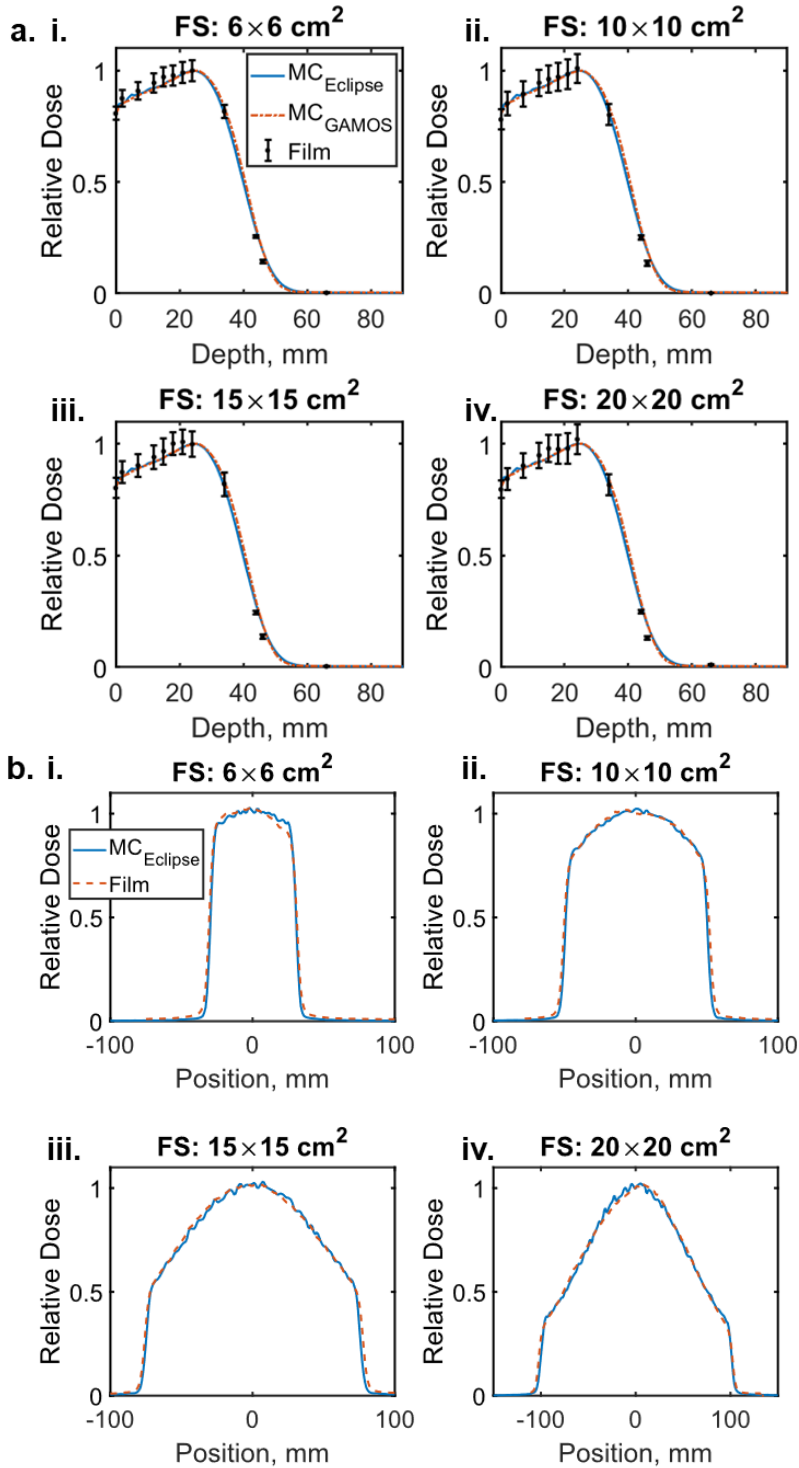 a. i.
FS: 6×6 cm²
Relative Dose
1
0.5
0
0 20 40 60 80
Depth, mm
MC_Eclipse
MC_GAMOS
Film
ii.
FS: 10×10 cm²
Relative Dose
1
0.5
0
0 20 40 60 80
Depth, mm
iii.
FS: 15×15 cm²
Relative Dose
1
0.5
0
0 20 40 60 80
Depth, mm
iv.
FS: 20×20 cm²
Relative Dose
1
0.5
0
0 20 40 60 80
Depth, mm
b. i.
FS: 6×6 cm²
Relative Dose
1
0.5
0
-100 0 100
Position, mm
MC_Eclipse
Film
ii.
FS: 10×10 cm²
Relative Dose
1
0.5
0
-100 0 100
Position, mm
iii.
FS: 15×15 cm²
Relative Dose
1
0.5
0
-100 0 100
Position, mm
iv.
FS: 20×20 cm²
Relative Dose
1
0.5
0
-100 0 100
Position, mm